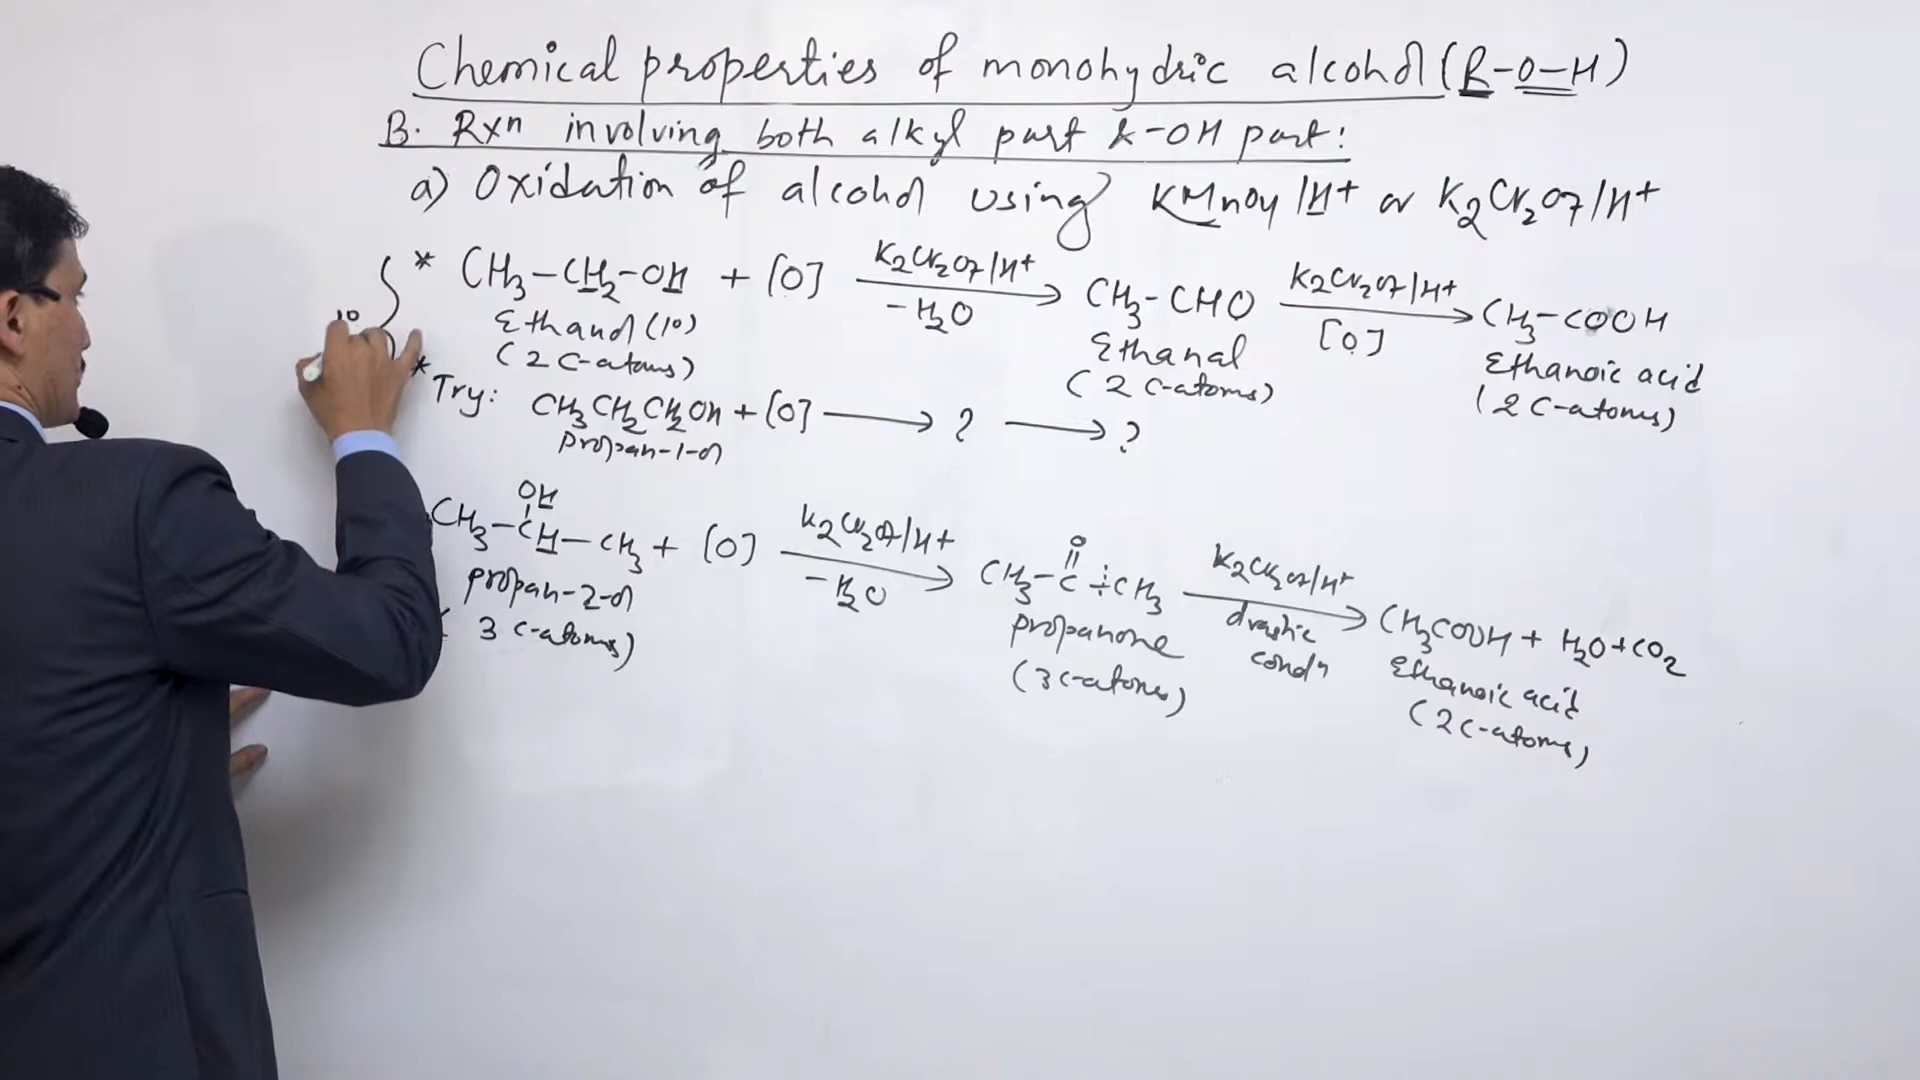 Chemical properties of monohydric alcohol (R-O-H)
B. Rxn involving both alkyl part & -OH part:
a) Oxidation of alcohol using KMnO4/H+ or K2Cr2O7/H+
* CH3-CH2-OH + [O] K2Cr2O7/H+ -H2O → CH3-CHO K2Cr2O7/H+ [O] → CH3-COOH
Ethanol (1o) Ethanal Ethanoic acid
(2 C-atoms) (2 C-atoms) (2 C-atoms)
1o
* Try: CH3CH2CH2OH + [O] → ? → ?
propan-1-ol
OH O
CH3-CH-CH3 + [O] K2Cr2O7/H+ -H2O → CH3-C-CH3 K2Cr2O7/H+ drastic condn → CH3COOH + H2O + CO2
propan-2-ol propanone Ethanoic acid
( 3 C-atoms) (3 C-atoms) (2 C-atoms)